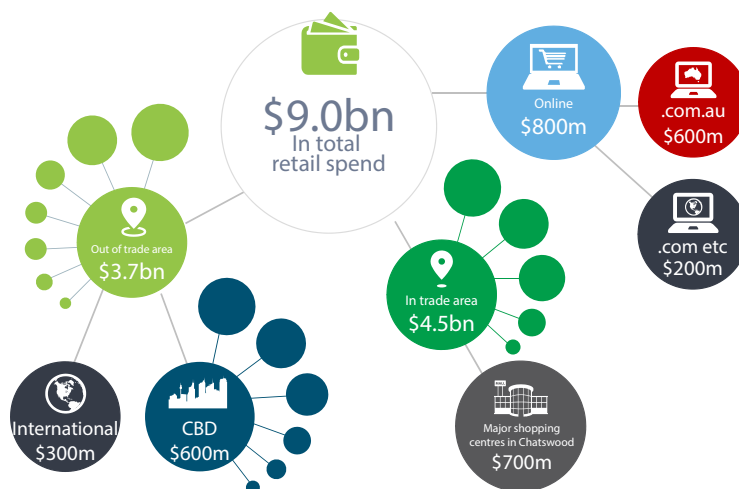 $9.0bn
In total
retail spend
Online
$800m
.com.au
$600m
.com etc
$200m
Out of trade area
$3.7bn
In trade area
$4.5bn
International
$300m
CBD
$600m
Major shopping
centres in Chatswood
$700m